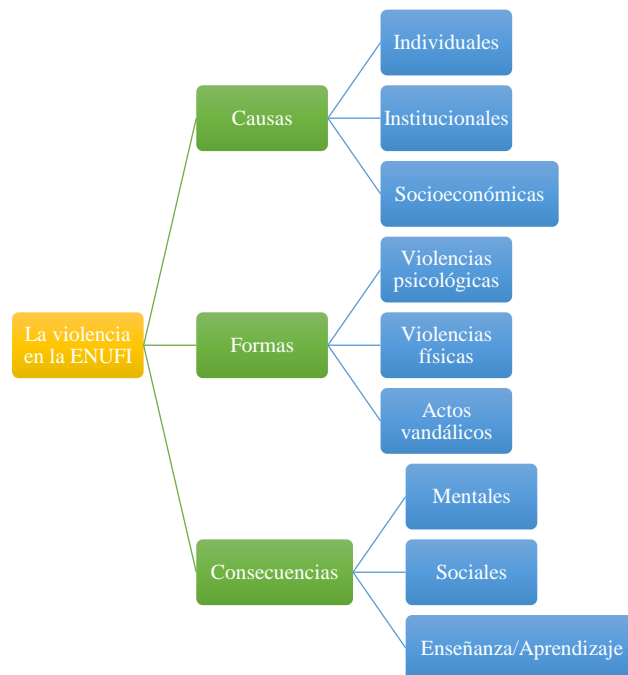 La violencia
en la ENUFI
Causas
Individuales
Institucionales
Socioeconómicas
Formas
Violencias
psicológicas
Violencias
físicas
Actos
vandálicos
Consecuencias
Mentales
Sociales
Enseñanza/Aprendizaje